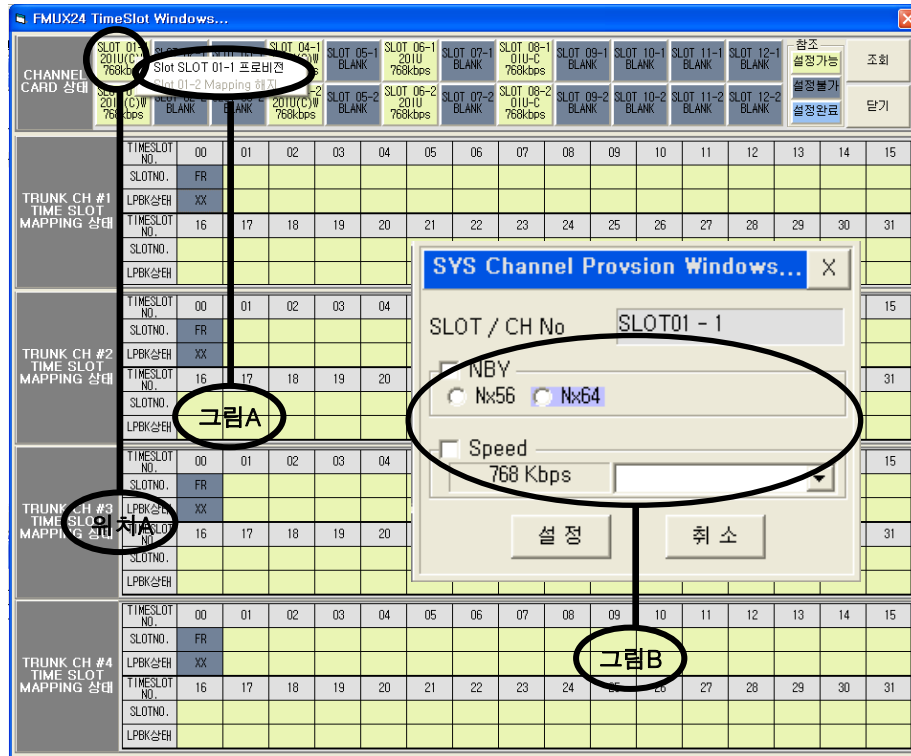 FMUX24 TimeSlot Windows...
CHANNEL CARD 상태
SLOT 04-1 SLOT 05-1 BLANK SLOT 06-1 201U 768kbps SLOT 07-1 BLANK SLOT 08-1 01U-C 768kbps SLOT 09-1 BLANK SLOT 10-1 BLANK SLOT 11-1 BLANK SLOT 12-1 BLANK
Slot SLOT 01-1 프로비젼
Slot 01-2 Mapping 해지
201U(C)W 768kbps BLANK BLANK 201U(C)W 768kbps SLOT 05-2 BLANK SLOT 06-2 201U 768kbps SLOT 07-2 BLANK SLOT 08-2 01U-C 768kbps SLOT 09-2 BLANK SLOT 10-2 BLANK SLOT 11-2 BLANK SLOT 12-2 BLANK
참조
설정가능
설정불가
설정완료
조회
닫기
TRUNK CH #1 TIME SLOT MAPPING 상태
TIMESLOT NO. 00 01 02 03 04 05 06 07 08 09 10 11 12 13 14 15
SLOTNO. FR
LPBK상태 XX
TIMESLOT NO. 16 17 18 19 20 21 22 23 24 25 26 27 28 29 30 31
SLOTNO.
LPBK상태
TRUNK CH #2 TIME SLOT MAPPING 상태
TIMESLOT NO. 00 01 02 03 04 15
SLOTNO. FR
LPBK상태 XX
TIMESLOT NO. 16 17 18 19 20 31
SLOTNO.
LPBK상태
TRUNK CH #3 TIME SLOT MAPPING 상태
TIMESLOT NO. 00 01 02 03 04 15
SLOTNO. FR
LPBK상태 XX
TIMESLOT NO. 16 17 18 19 20 31
SLOTNO.
LPBK상태
TRUNK CH #4 TIME SLOT MAPPING 상태
TIMESLOT NO. 00 01 02 03 04 05 06 07 08 09 10 11 12 13 14 15
SLOTNO. FR
LPBK상태 XX
TIMESLOT NO. 16 17 18 19 20 21 22 23 24 25 26 27 28 29 30 31
SLOTNO.
LPBK상태
SYS Channel Provsion Windows... X
SLOT / CH No SLOT01 - 1
NBY
Nx56 Nx64
Speed
768 Kbps
설 정 취 소
그림A
위치A
그림B